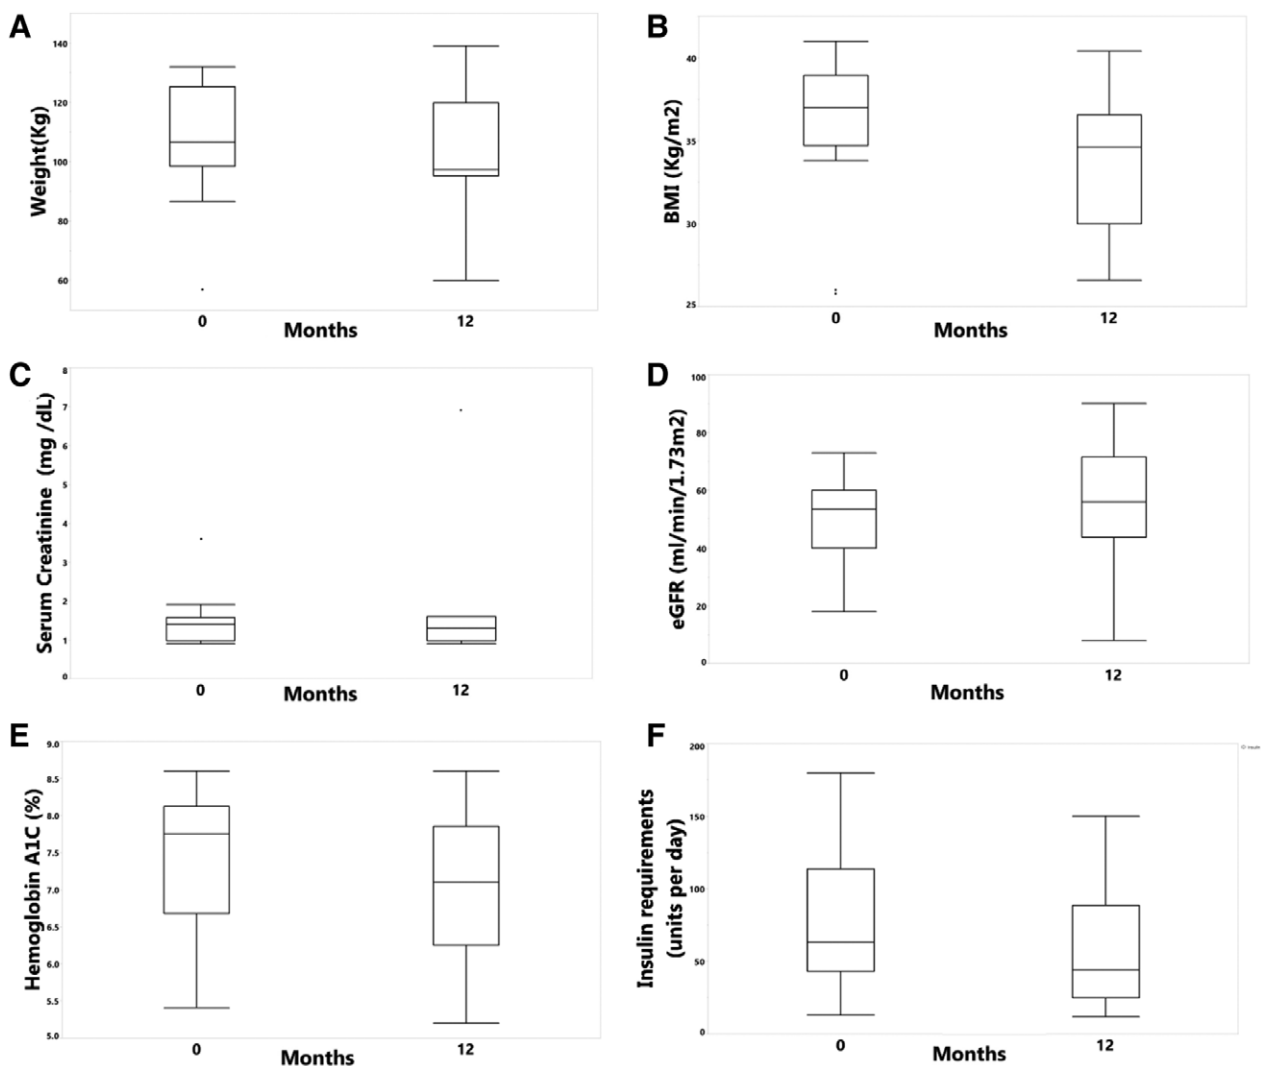 A
Weight(Kg)
140
120
100
80
60
0
12
Months
B
BMI (Kg/m2)
40
35
30
25
0
12
Months
C
Serum Creatinine (mg /dL)
8
7
6
5
4
3
2
1
0
0
12
Months
D
eGFR (ml/min/1.73m2)
100
80
60
40
20
0
0
12
Months
E
Hemoglobin A1C (%)
9.0
8.5
8.0
7.5
7.0
6.5
6.0
5.5
5.0
0
12
Months
F
Insulin requirements
(units per day)
200
150
100
50
0
0
12
Months
insulin